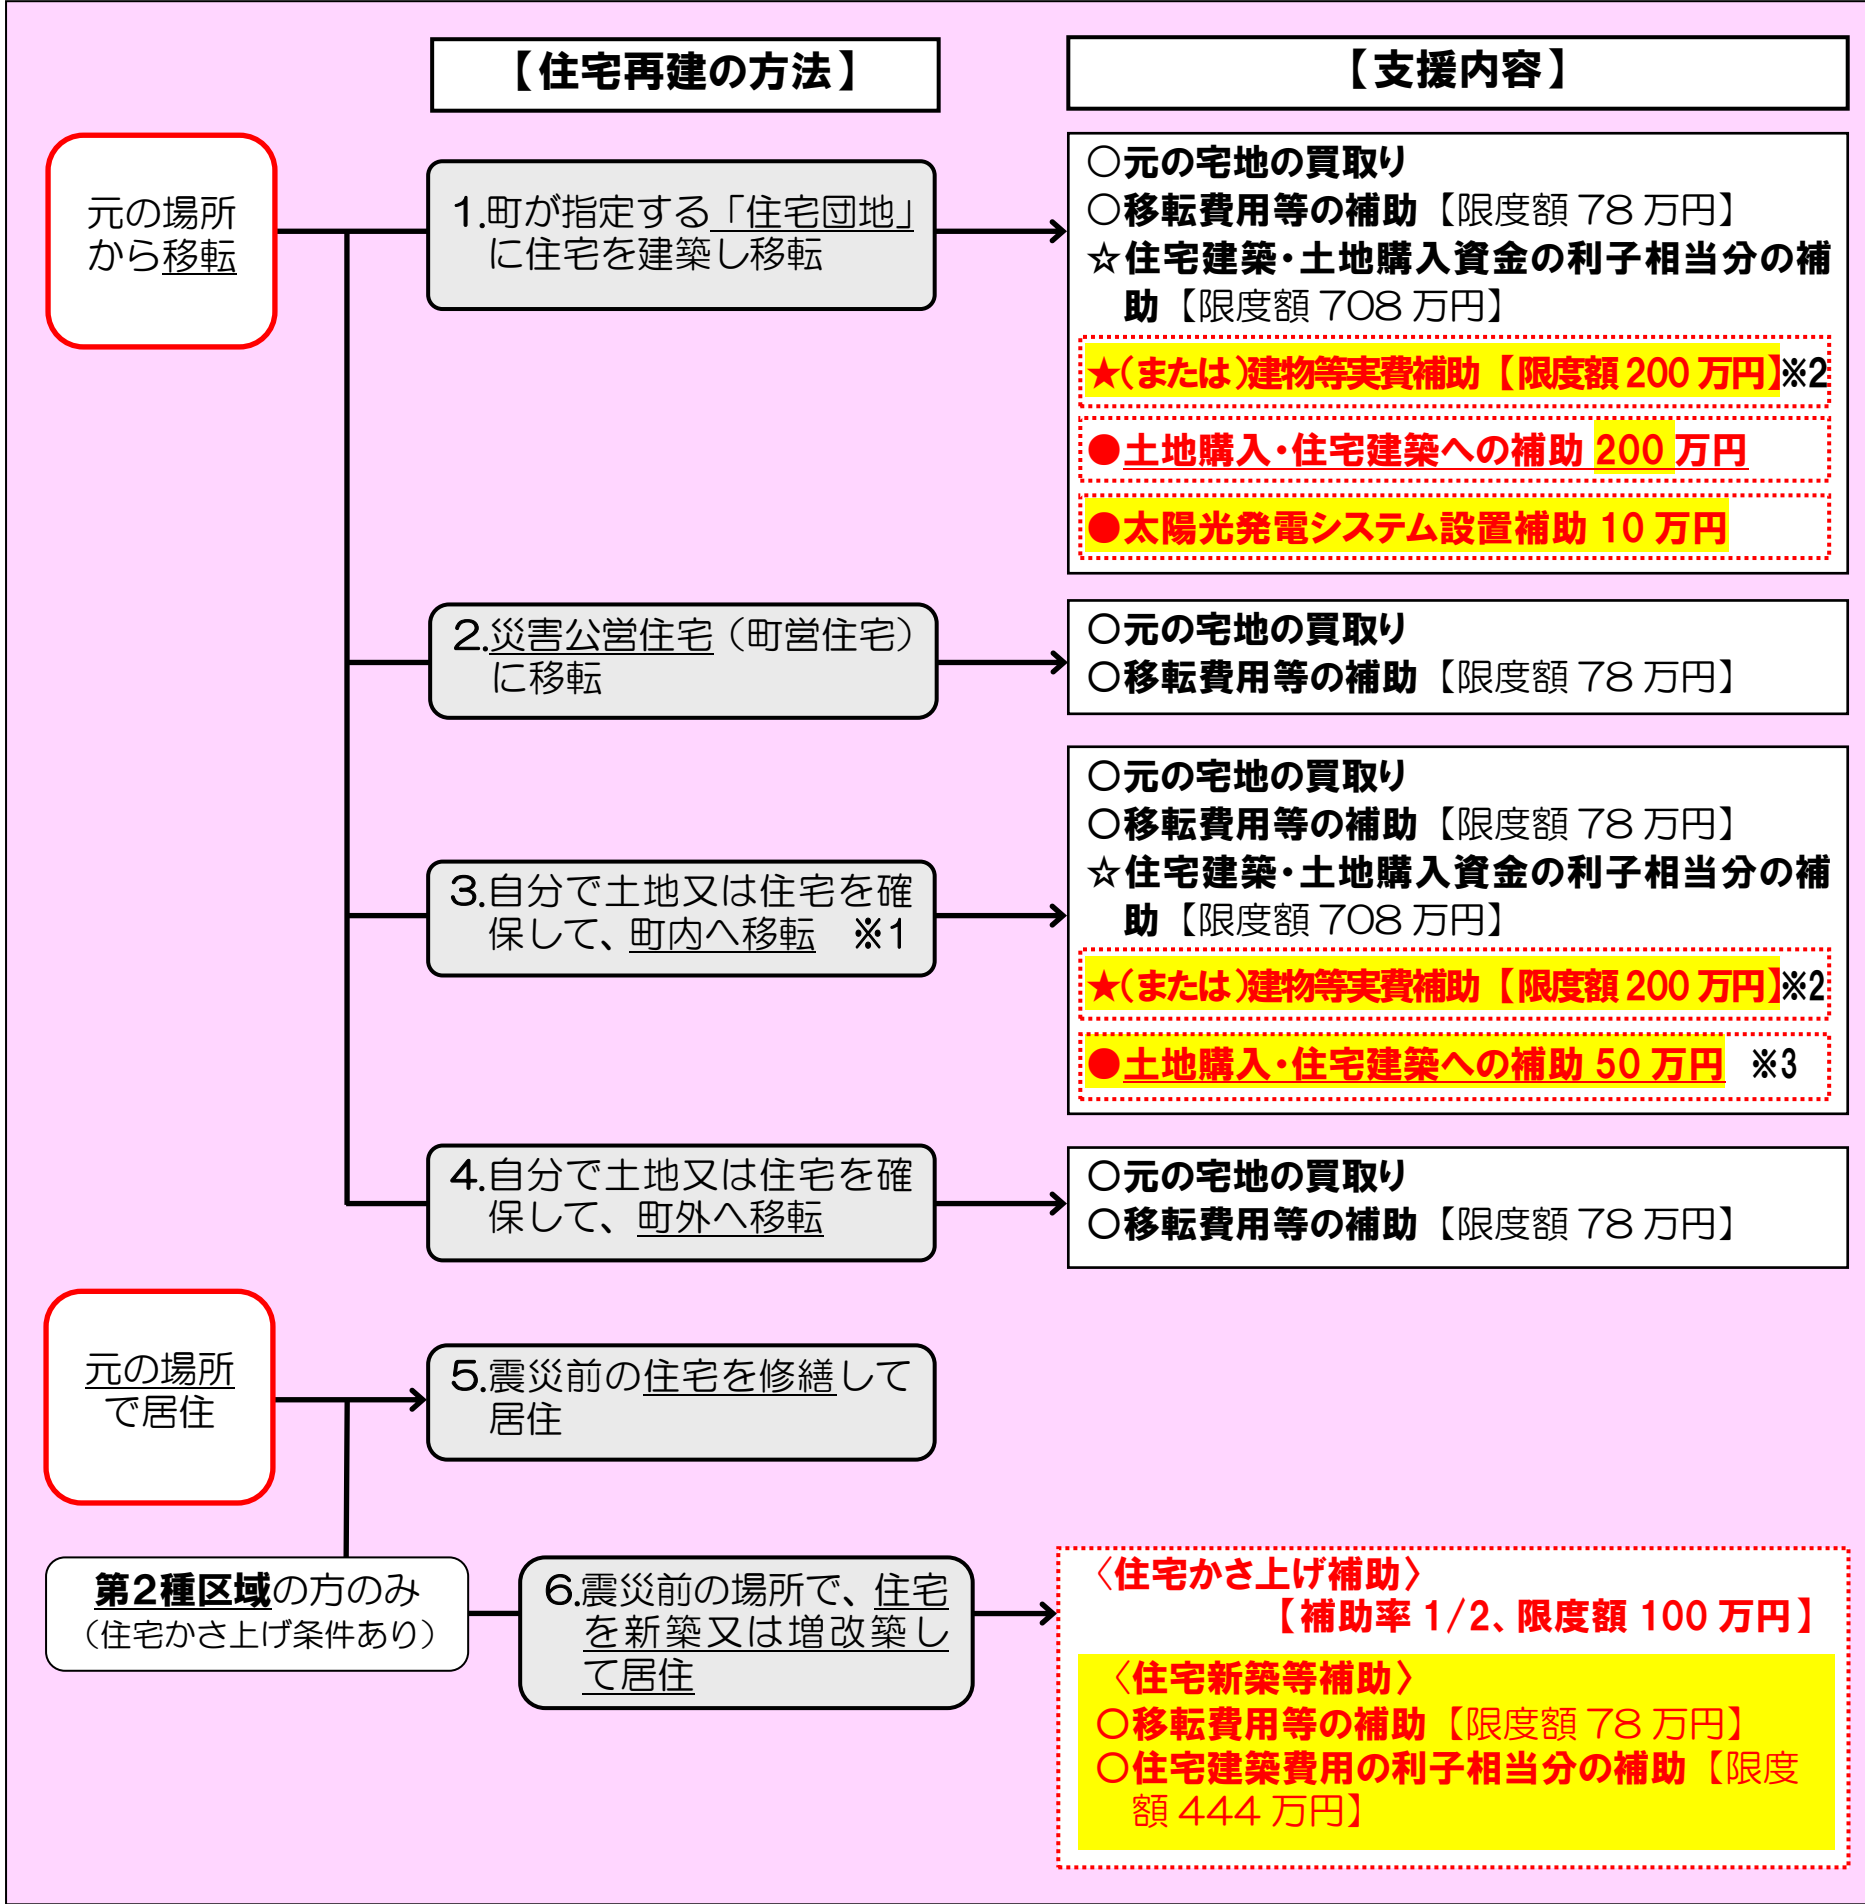 【住宅再建の方法】
【支援内容】
元の場所
から移転
1.町が指定する「住宅団地」
に住宅を建築し移転
○元の宅地の買取り
○移転費用等の補助【限度額 78 万円】
☆住宅建築・土地購入資金の利子相当分の補
助【限度額 708 万円】
★(または)建物等実費補助【限度額 200 万円】※2
●土地購入・住宅建築への補助 200 万円
●太陽光発電システム設置補助 10 万円
2.災害公営住宅（町営住宅）
に移転
○元の宅地の買取り
○移転費用等の補助【限度額 78 万円】
3.自分で土地又は住宅を確
保して、町内へ移転　※1
○元の宅地の買取り
○移転費用等の補助【限度額 78 万円】
☆住宅建築・土地購入資金の利子相当分の補
助【限度額 708 万円】
★(または)建物等実費補助【限度額 200 万円】※2
●土地購入・住宅建築への補助 50 万円　※3
4.自分で土地又は住宅を確
保して、町外へ移転
○元の宅地の買取り
○移転費用等の補助【限度額 78 万円】
元の場所
で居住
5.震災前の住宅を修繕して
居住
第2種区域の方のみ
（住宅かさ上げ条件あり）
6.震災前の場所で、住宅
を新築又は増改築し
て居住
〈住宅かさ上げ補助〉
【補助率 1/2、限度額 100 万円】
〈住宅新築等補助〉
○移転費用等の補助【限度額 78 万円】
○住宅建築費用の利子相当分の補助【限度
額 444 万円】